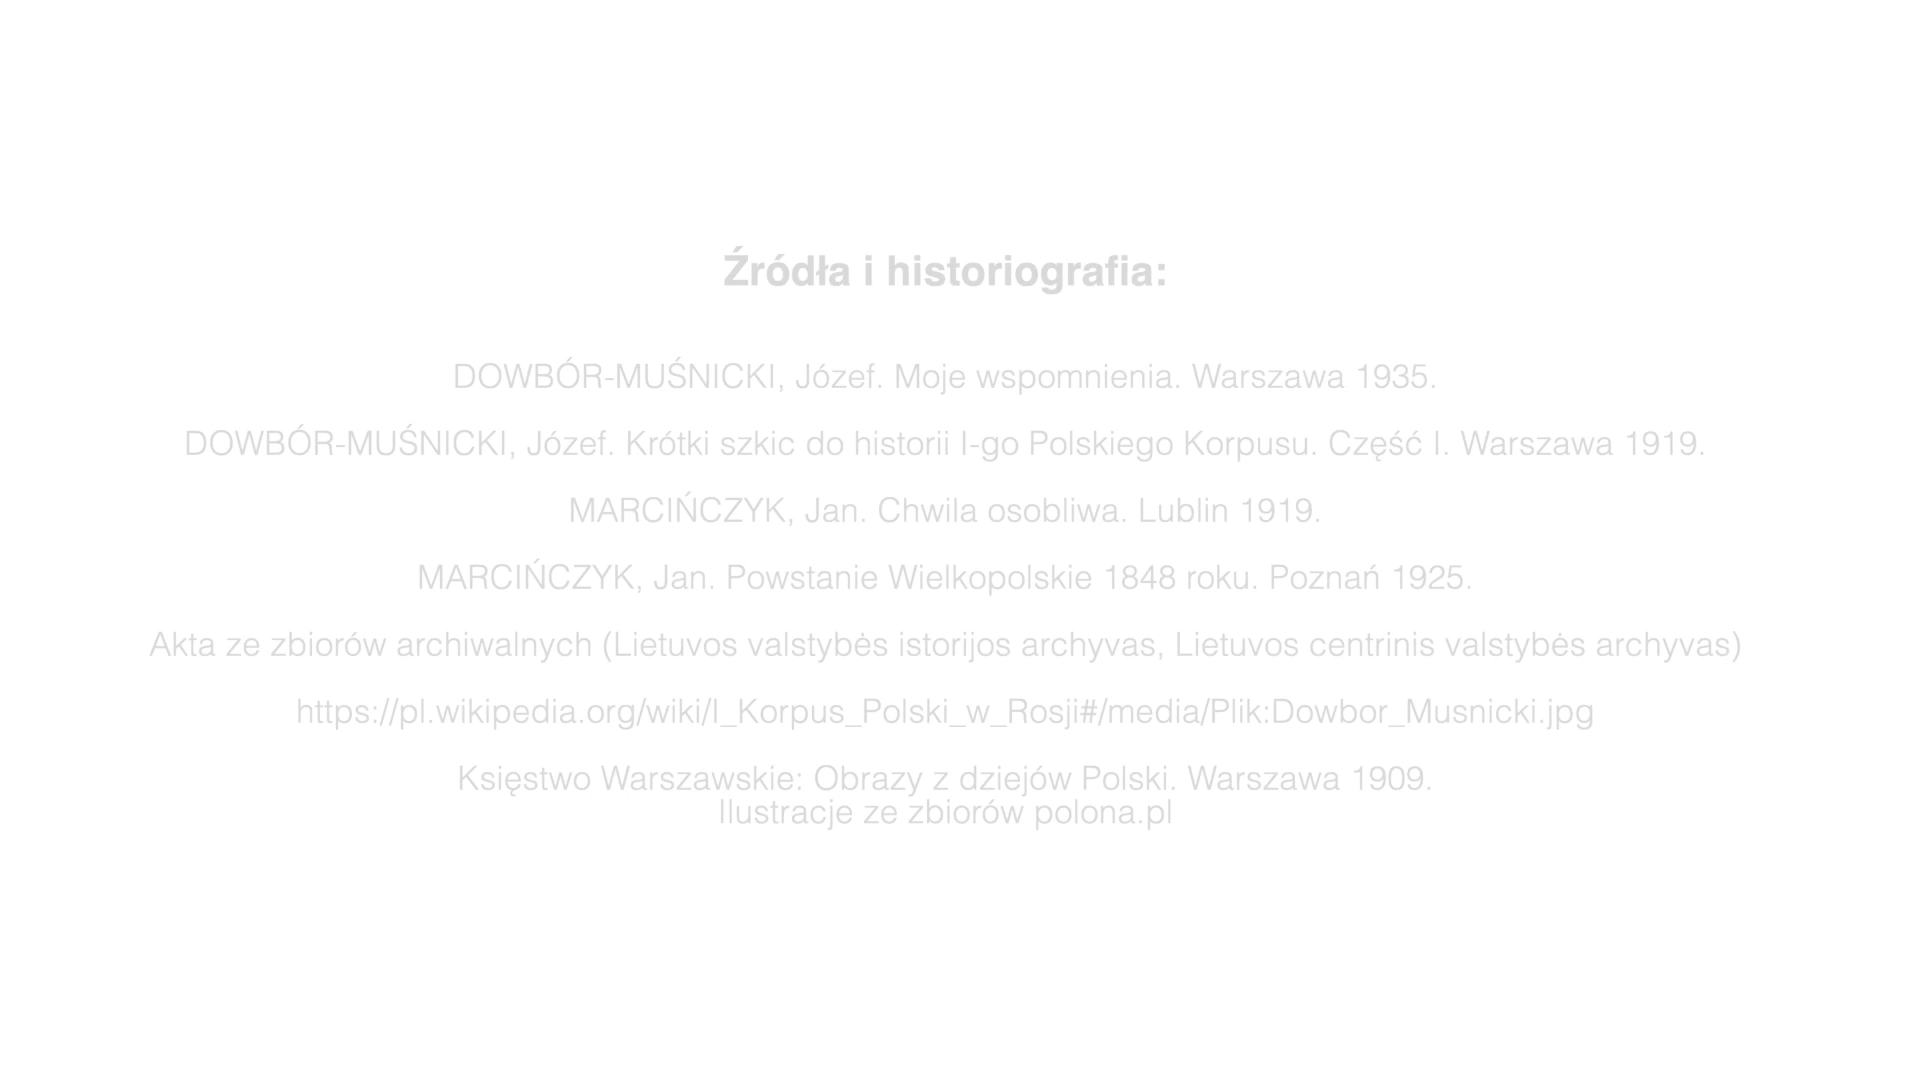 Źródła i historiografia:
DOWBÓR-MUŚNICKI, Józef. Moje wspomnienia. Warszawa 1935.
DOWBÓR-MUŚNICKI, Józef. Krótki szkic do historii I-go Polskiego Korpusu. Część I. Warszawa 1919.
MARCIŃCZYK, Jan. Chwila osobliwa. Lublin 1919.
MARCIŃCZYK, Jan. Powstanie Wielkopolskie 1848 roku. Poznań 1925.
Akta ze zbiorów archiwalnych (Lietuvos valstybės istorijos archyvas, Lietuvos centrinis valstybės archyvas)
https://pl.wikipedia.org/wiki/I_Korpus_Polski_w_Rosji#/media/Plik:Dowbor_Musnicki.jpg
Księstwo Warszawskie: Obrazy z dziejów Polski. Warszawa 1909.
Ilustracje ze zbiorów polona.pl